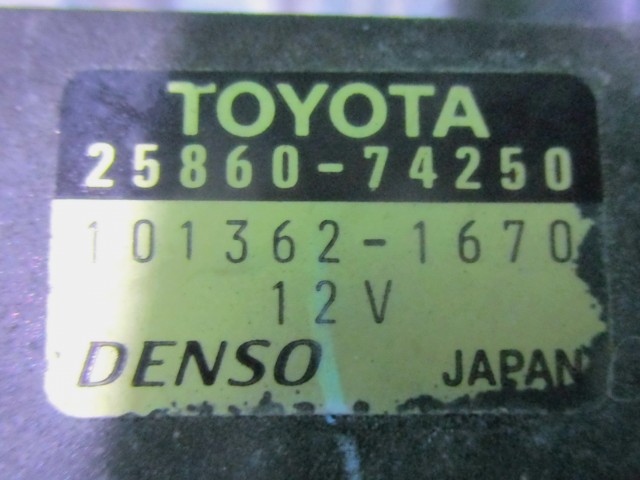 TOYOTA
25860-74250
101362-1670
12V
DENSO JAPAN